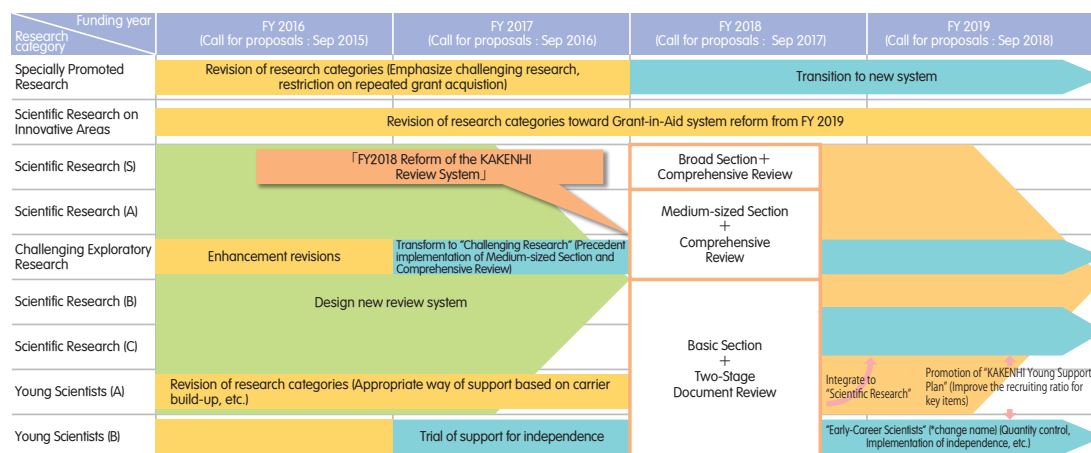 Funding year
Research
category
FY 2016
(Call for proposals : Sep 2015)
FY 2017
(Call for proposals : Sep 2016)
FY 2018
(Call for proposals :  Sep 2017)
FY 2019
(Call for proposals : Sep 2018)
Specially Promoted
Research
Revision of research categories (Emphasize challenging research,
restriction on repeated grant acquistion)
Transition to new system
Scientific Research on
Innovative Areas
Revision of research categories toward Grant-in-Aid system reform from FY 2019
Scientific Research (S)
「FY2018 Reform of the KAKENHI
Review System」
Broad Section＋
Comprehensive Review
Scientific Research (A)
Medium-sized Section
＋
Comprehensive
Review
Challenging Exploratory
Research
Enhancement revisions
Transform to "Challenging Research" (Precedent
implementation of Medium-sized Section and
Comprehensive Review)
Scientific Research (B)
Design new review system
Scientific Research (C)
Basic Section
＋
Two-Stage
Document Review
Young Scientists (A)
Revision of research categories (Appropriate way of support based on carrier
build-up, etc.)
Integrate to
"Scientific Research"
Promotion of "KAKENHI Young Support
Plan" (Improve the recruiting ratio for
key items)
Young Scientists (B)
Trial of support for independence
"Early-Career Scientists" (*change name) (Quantity control,
Implementation of independence, etc.)